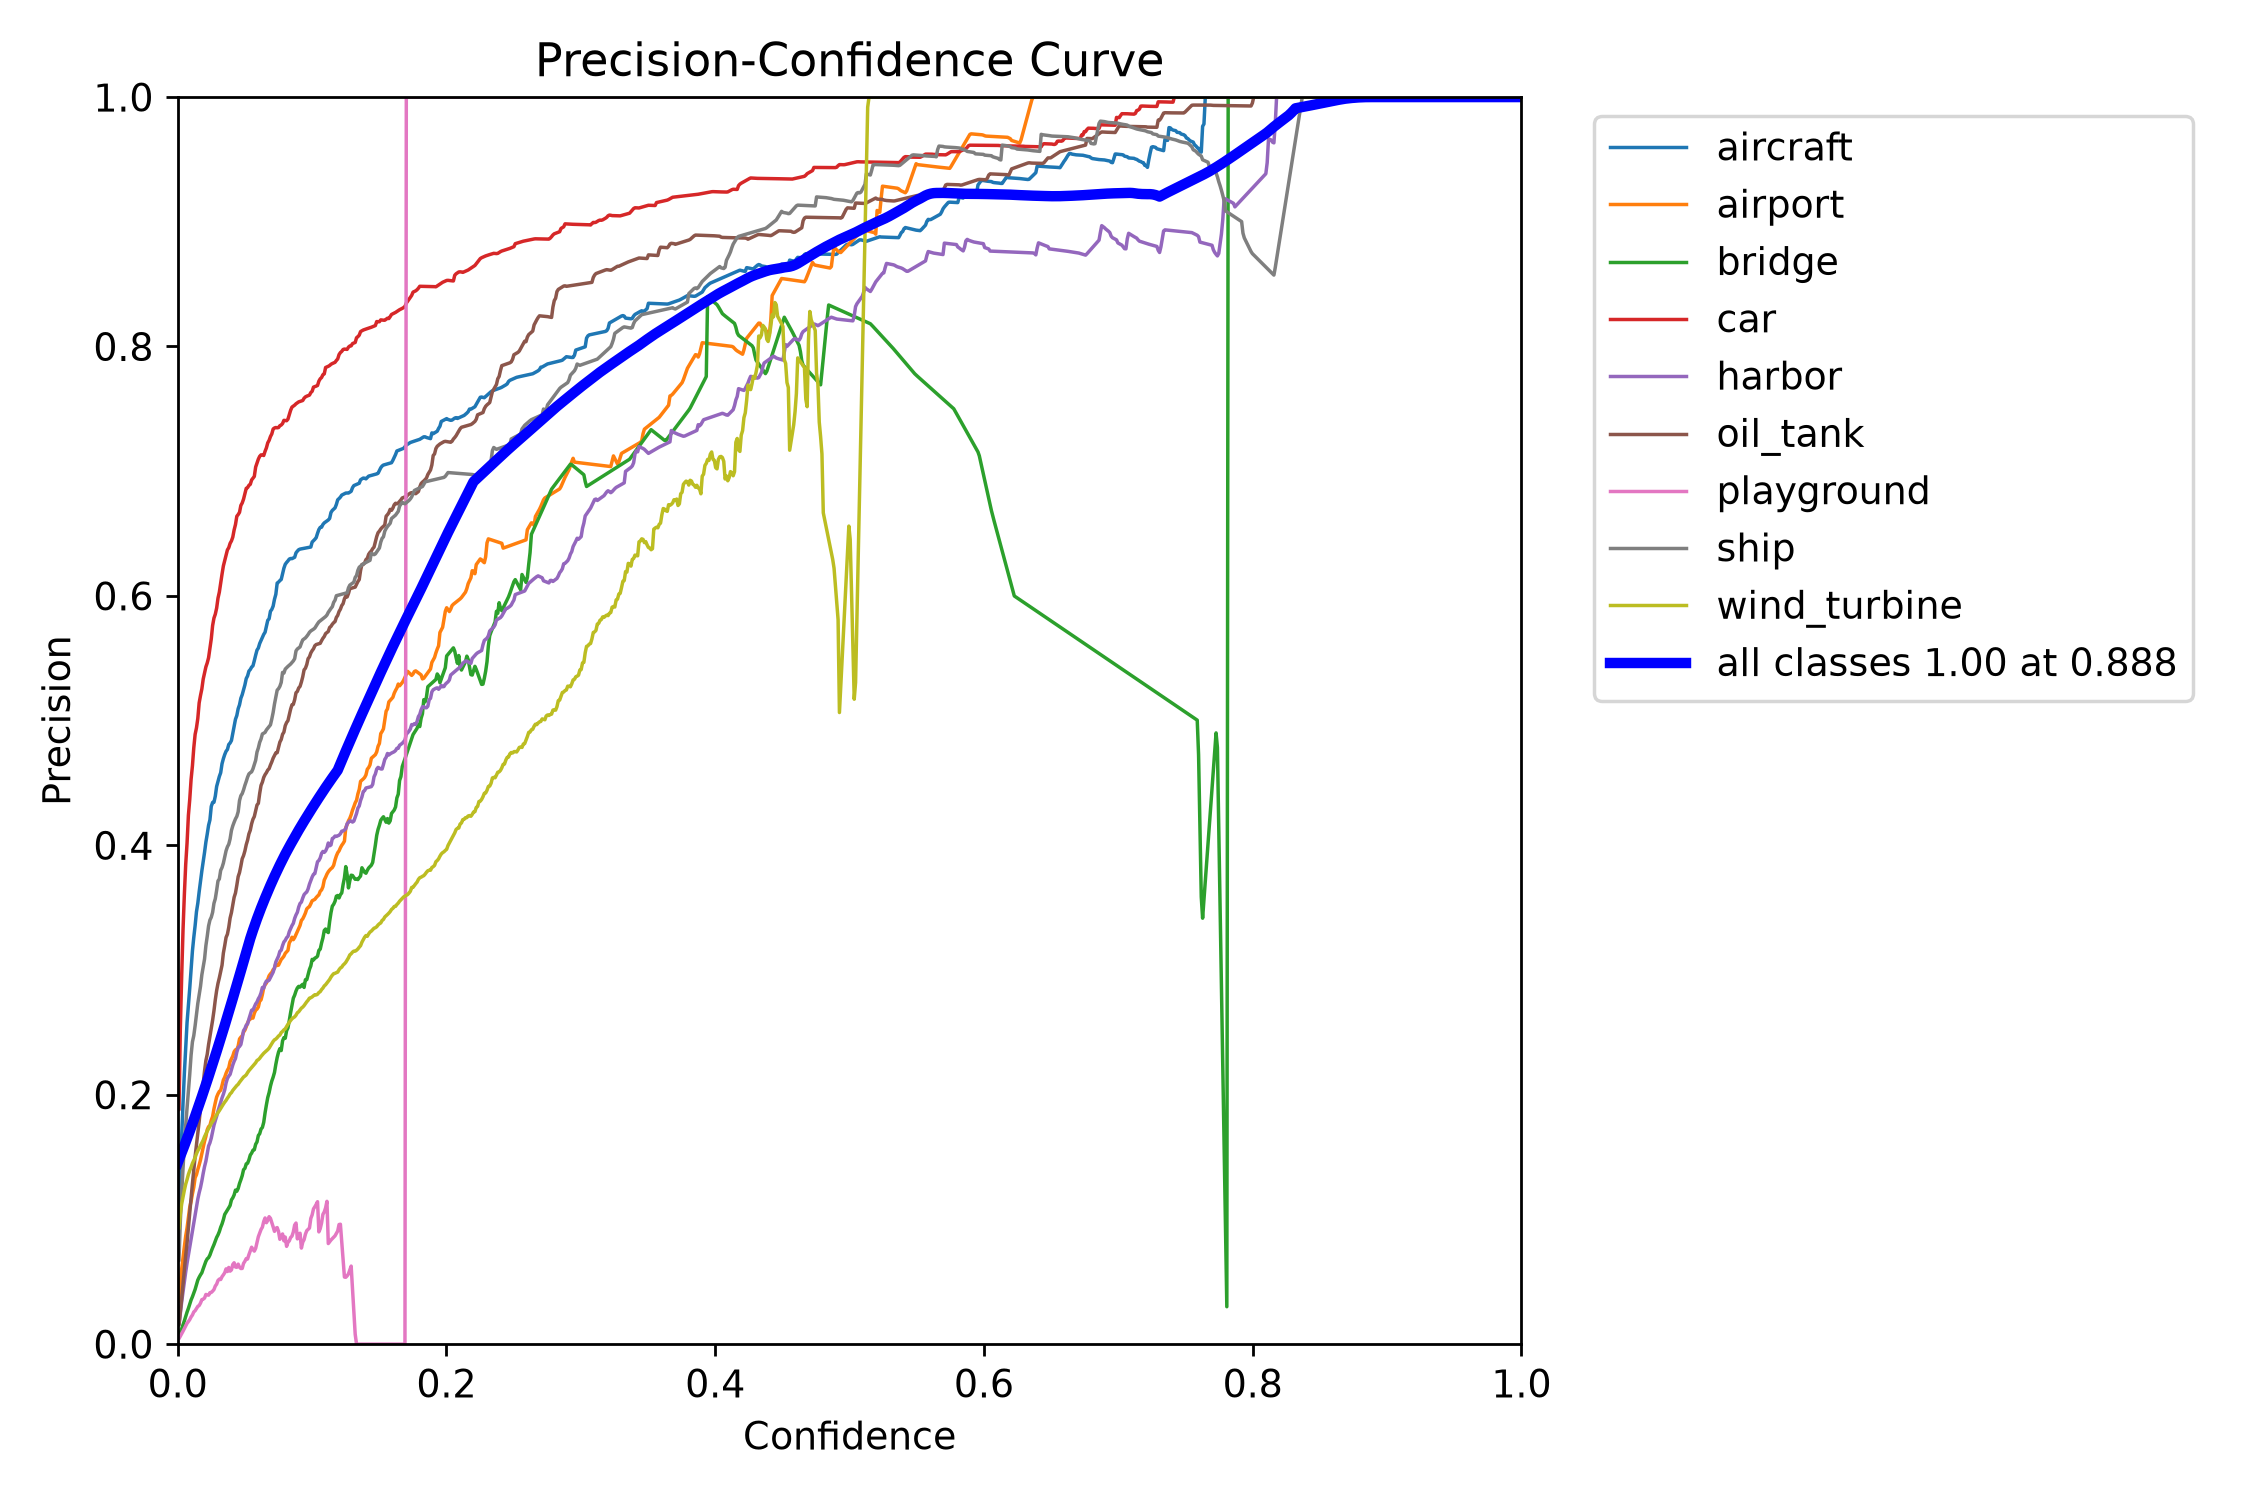 Precision-Confidence Curve
1.0
0.8
0.6
0.4
0.2
0.0
Precision
0.0 0.2 0.4 0.6 0.8 1.0
Confidence
aircraft
airport
bridge
car
harbor
oil_tank
playground
ship
wind_turbine
all classes 1.00 at 0.888